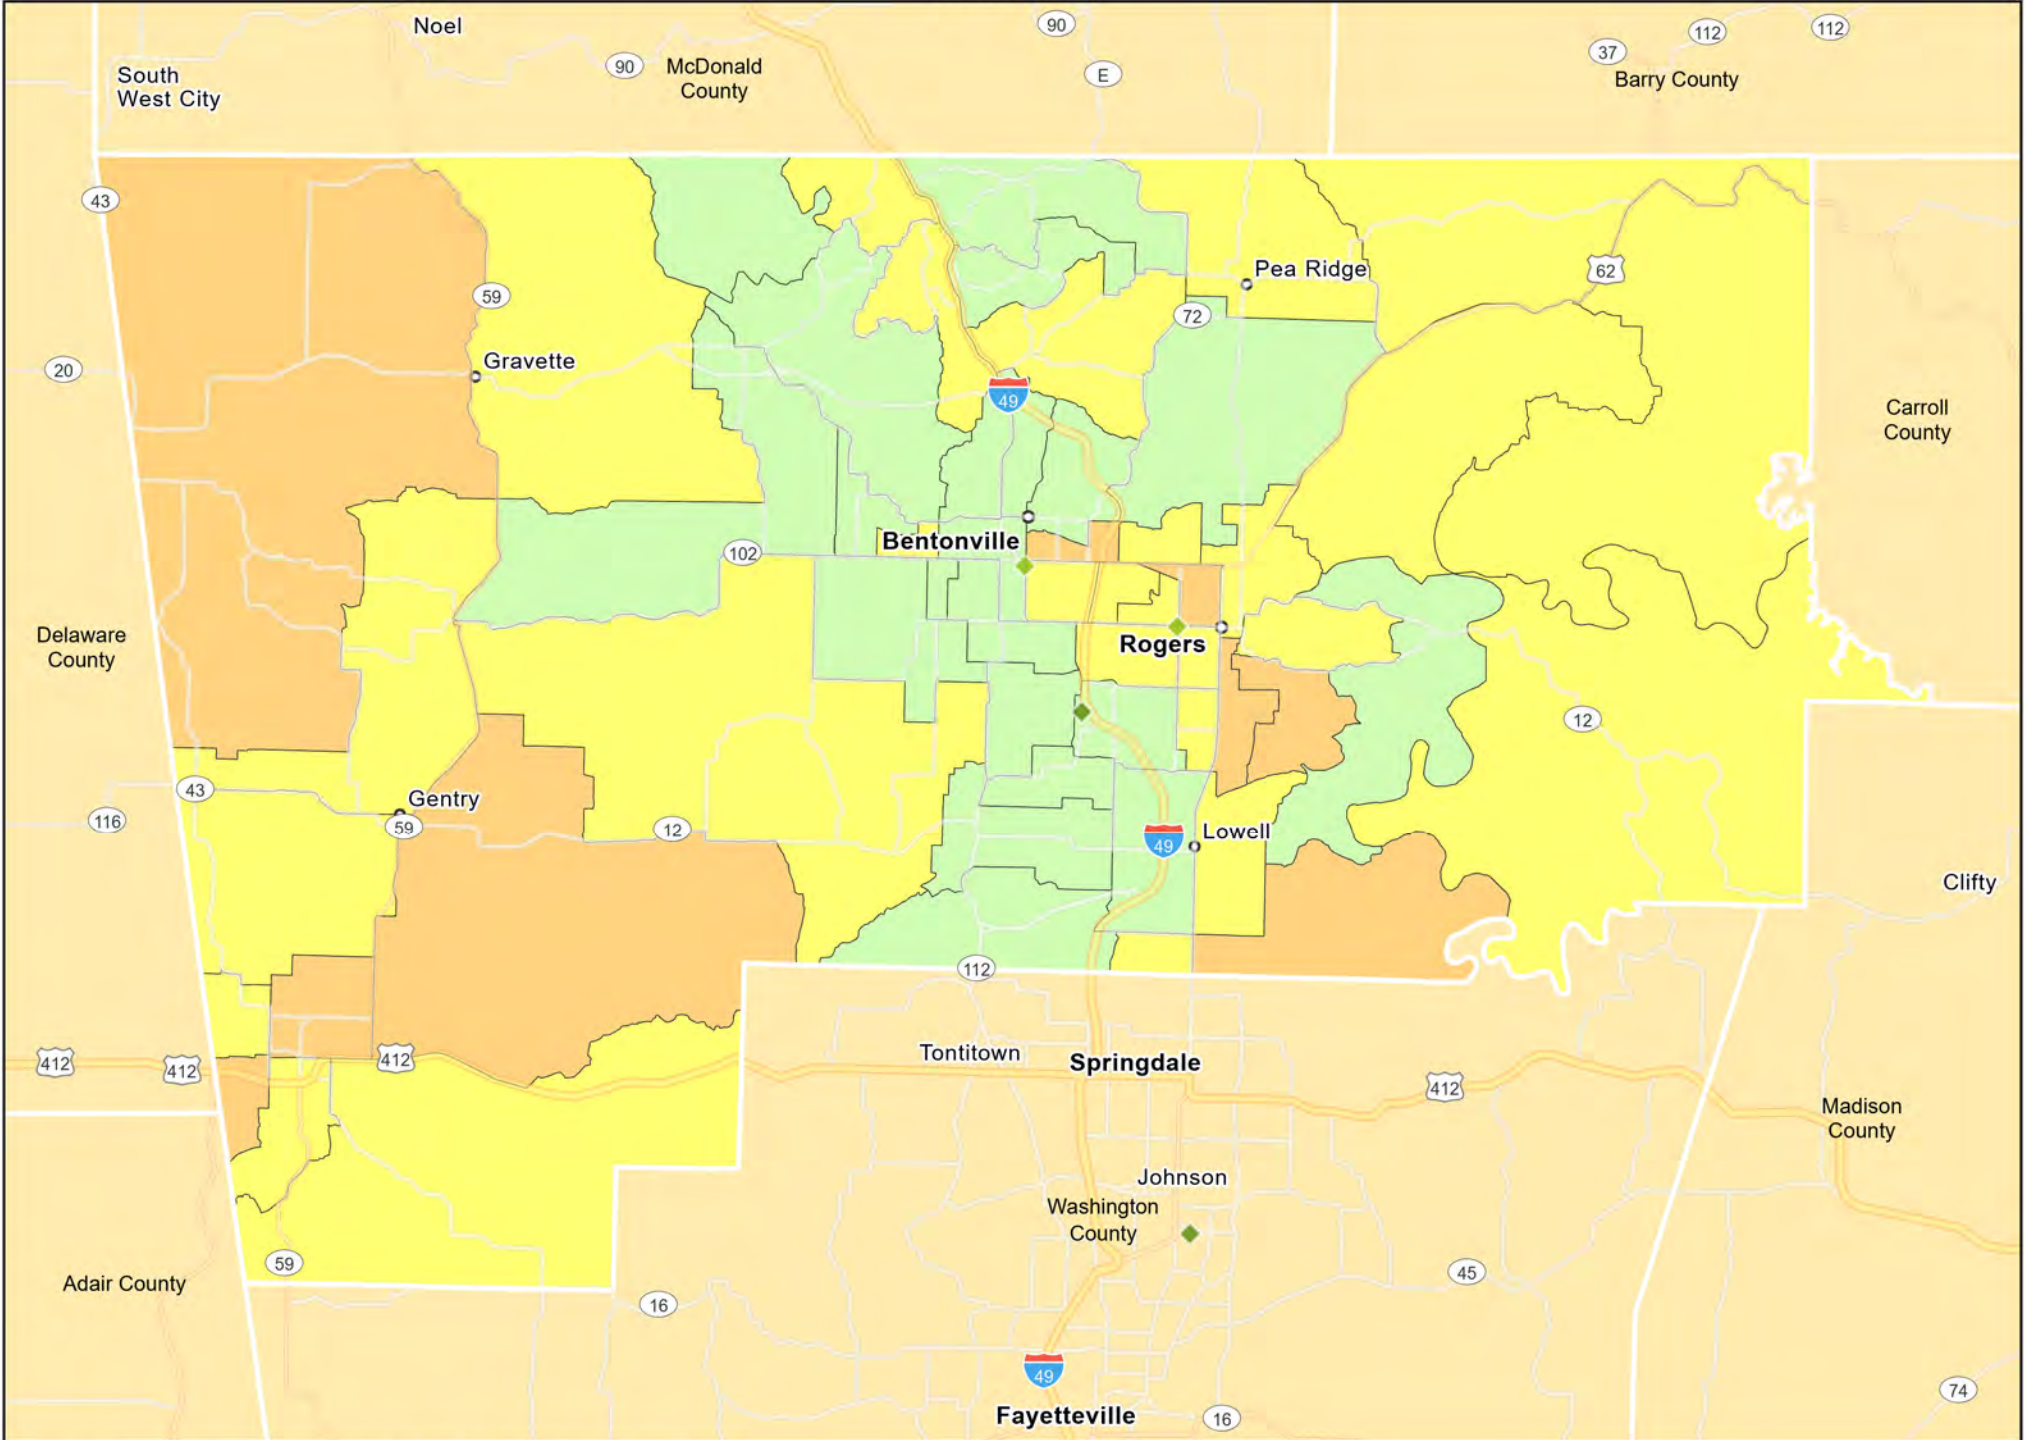 Noel
90
112
112
37
South
West City
90
McDonald
County
E
Barry County
43
Pea Ridge
62
59
72
Gravette
20
49
Carroll
County
Bentonville
102
Delaware
County
Rogers
12
43
Gentry
116
59
12
49
Lowell
Clifty
112
412
412
412
Tontitown
Springdale
412
Madison
County
Johnson
Washington
County
59
Adair County
45
16
49
74
Fayetteville
16